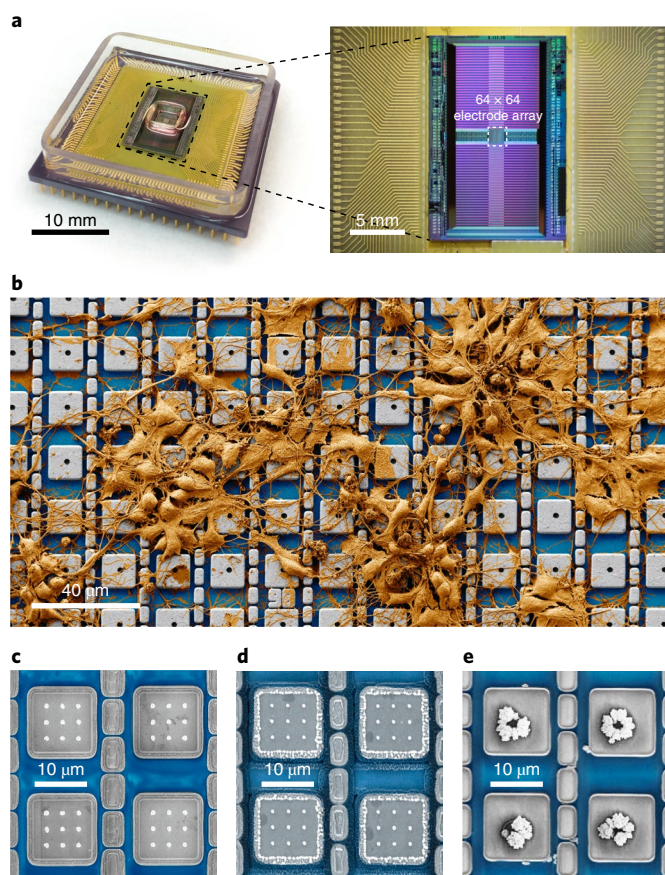 a
64 × 64
electrode array
10 mm
5 mm
b
40 μm
c
d
e
10 μm
10 μm
10 μm